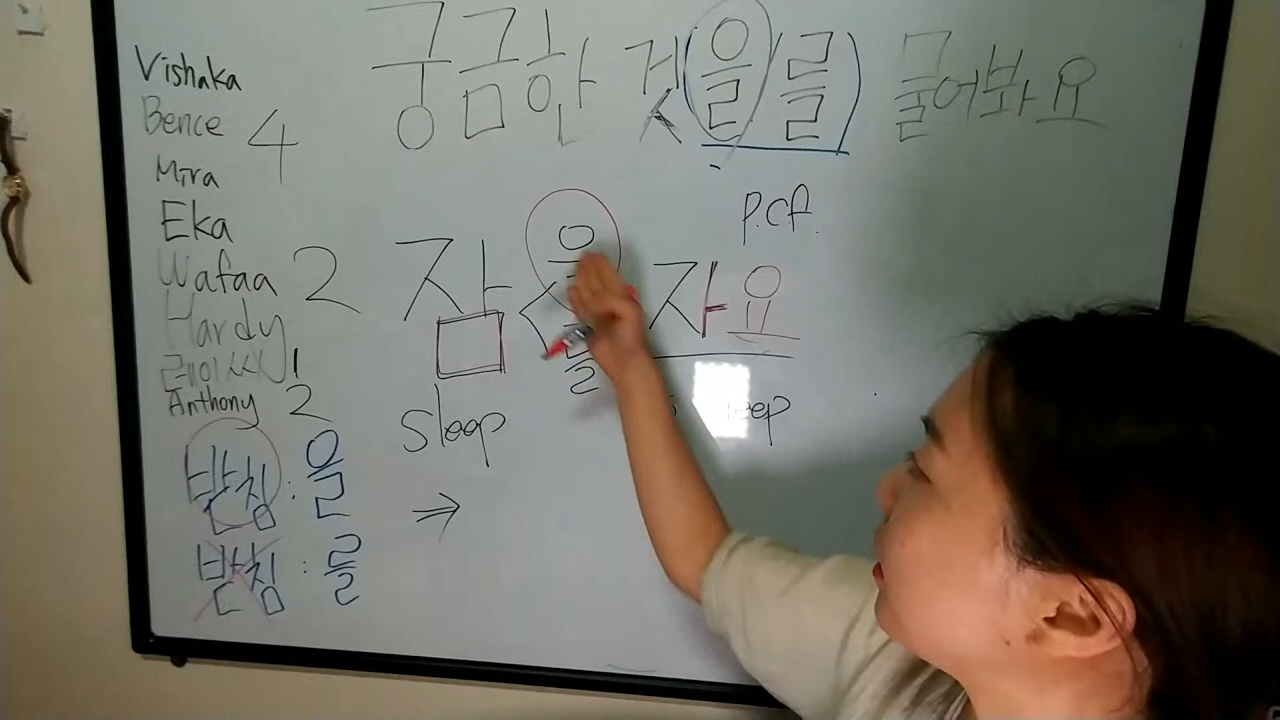 궁금한 것(을/를) 물어봐요
Vishaka
Bence 4
Mira
Eka
Wafaa 2
Hardy
레이씨 1
Anthony 2
받침 : 을
받침 : 를
p.c.f.
잠 을 자요
sleep
⇒